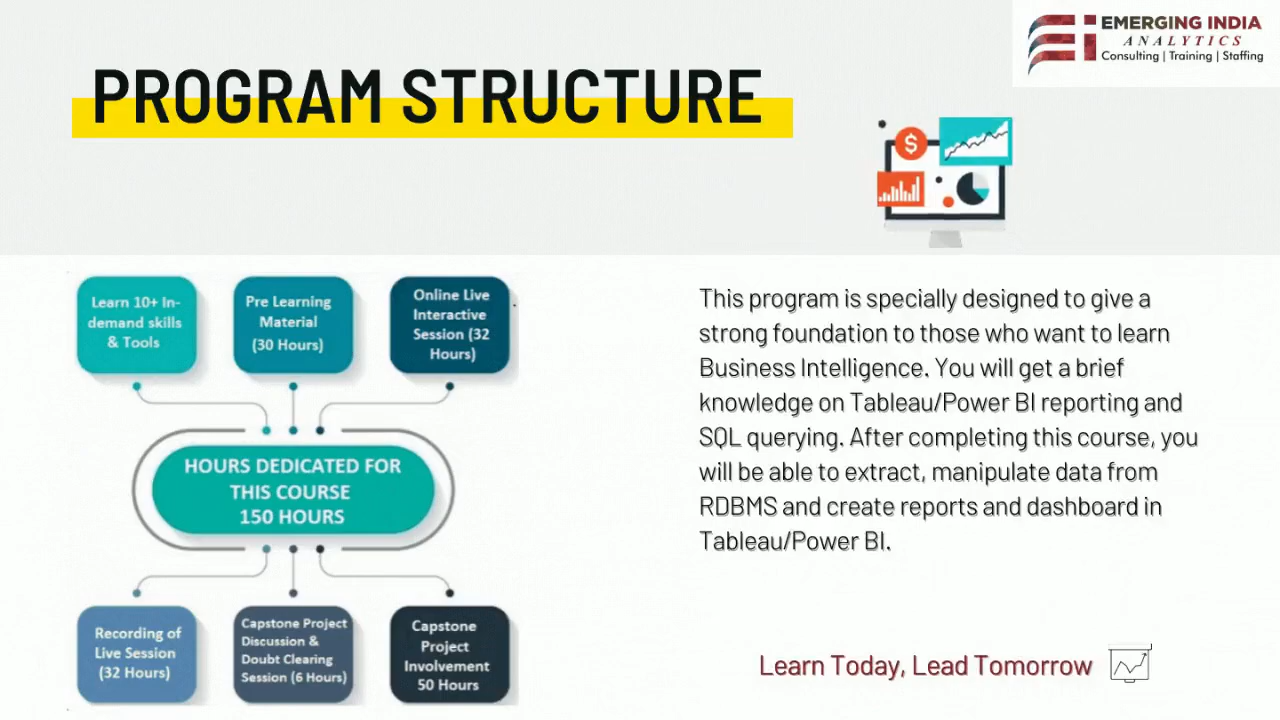 EMERGING INDIA
ANALYTICS
Consulting | Training | Staffing
PROGRAM STRUCTURE
$
Learn 10+ In-
demand skills
& Tools
Pre Learning
Material
(30 Hours)
Online Live
Interactive
Session (32
Hours)
HOURS DEDICATED FOR
THIS COURSE
150 HOURS
Recording of
Live Session
(32 Hours)
Capstone Project
Discussion &
Doubt Clearing
Session (6 Hours)
Capstone
Project
Involvement
50 Hours
This program is specially designed to give a
strong foundation to those who want to learn
Business Intelligence. You will get a brief
knowledge on Tableau/Power BI reporting and
SQL querying. After completing this course, you
will be able to extract, manipulate data from
RDBMS and create reports and dashboard in
Tableau/Power BI.
Learn Today, Lead Tomorrow